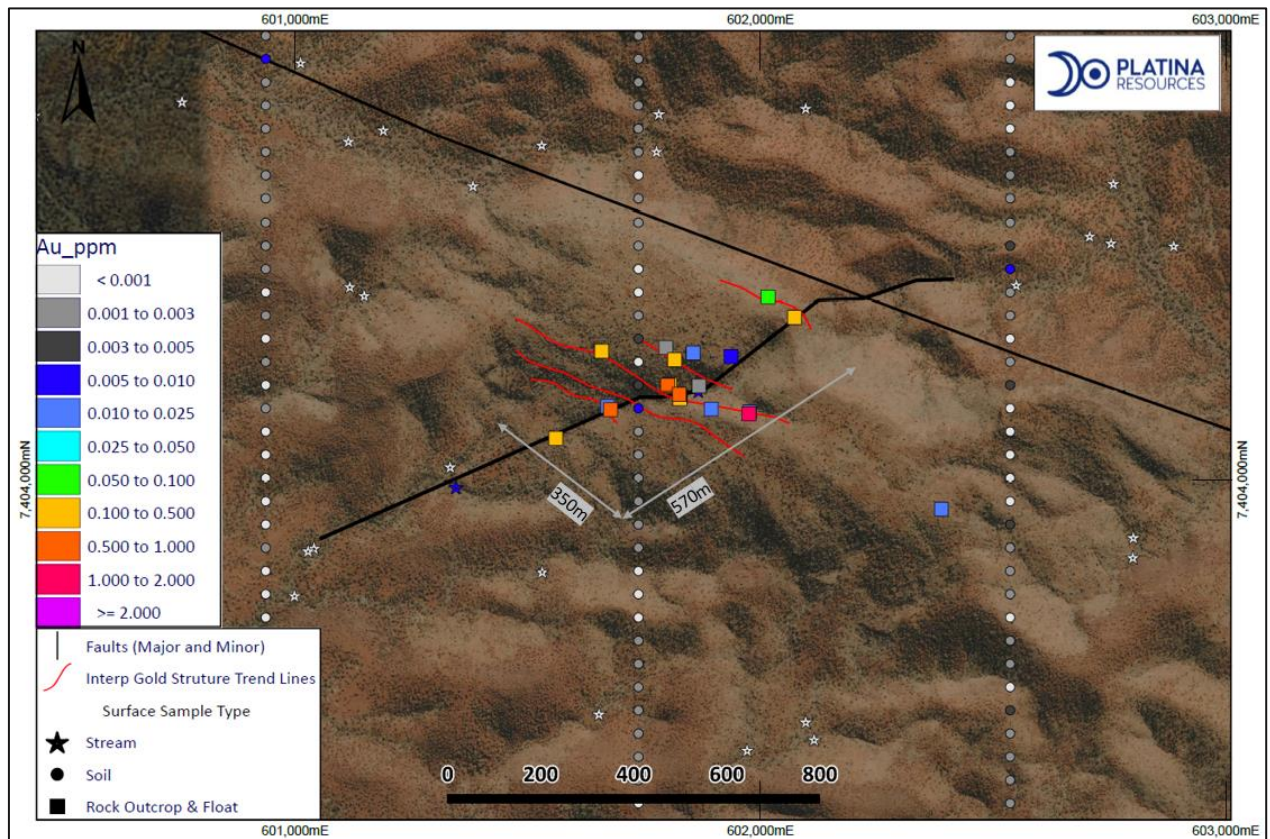 601,000mE
602,000mE
603,000mE
N
PLATINA
RESOURCES
Au_ppm
< 0.001
0.001 to 0.003
0.003 to 0.005
0.005 to 0.010
0.010 to 0.025
0.025 to 0.050
0.050 to 0.100
0.100 to 0.500
0.500 to 1.000
1.000 to 2.000
>= 2.000
7,404,000mN
7,404,000mN
350m
570m
Faults (Major and Minor)
Interp Gold Struture Trend Lines
Surface Sample Type
Stream
Soil
Rock Outcrop & Float
0 200 400 600 800
601,000mE
602,000mE
603,000mE